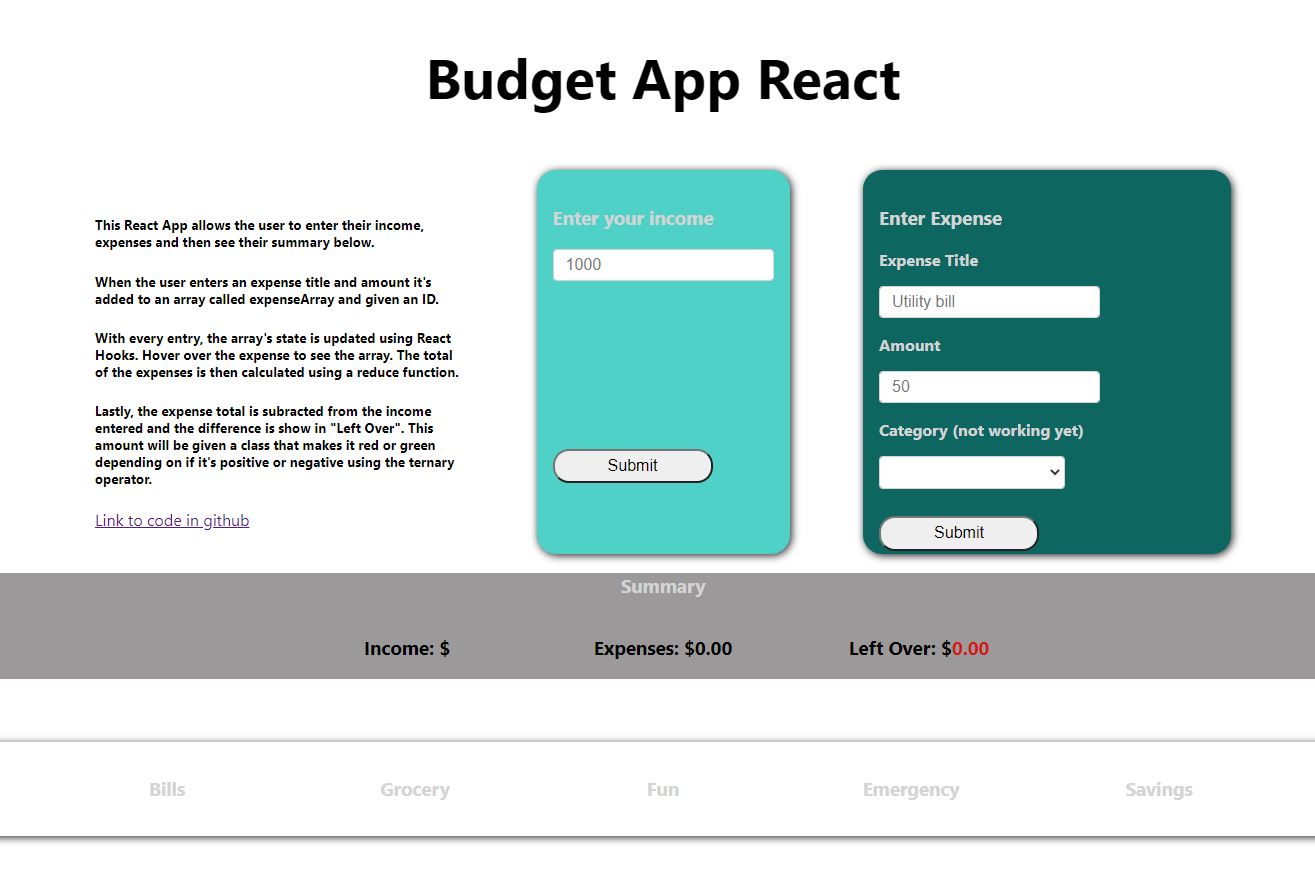 Budget App React
This React App allows the user to enter their income,
expenses and then see their summary below.
When the user enters an expense title and amount it's
added to an array called expenseArray and given an ID.
With every entry, the array's state is updated using React
Hooks. Hover over the expense to see the array. The total
of the expenses is then calculated using a reduce function.
Lastly, the expense total is subracted from the income
entered and the difference is show in "Left Over". This
amount will be given a class that makes it red or green
depending on if it's positive or negative using the ternary
operator.
Link to code in github
Enter your income
1000
Submit
Enter Expense
Expense Title
Utility bill
Amount
50
Category (not working yet)
Submit
Summary
Income: $ Expenses: $0.00 Left Over: $0.00
Bills Grocery Fun Emergency Savings